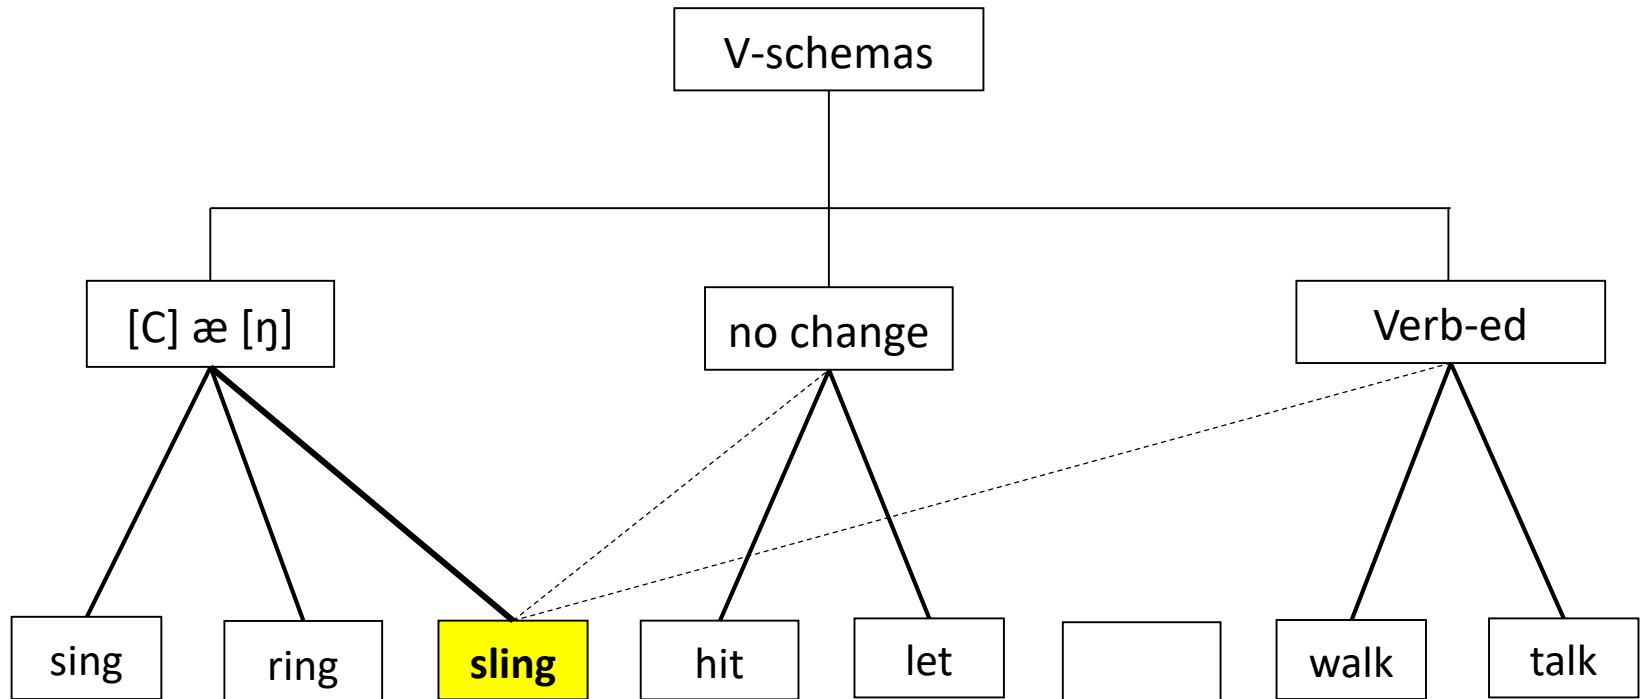 V-schemas
[C] æ [ŋ]
no change
Verb-ed
sing
ring
sling
hit
let
walk
talk